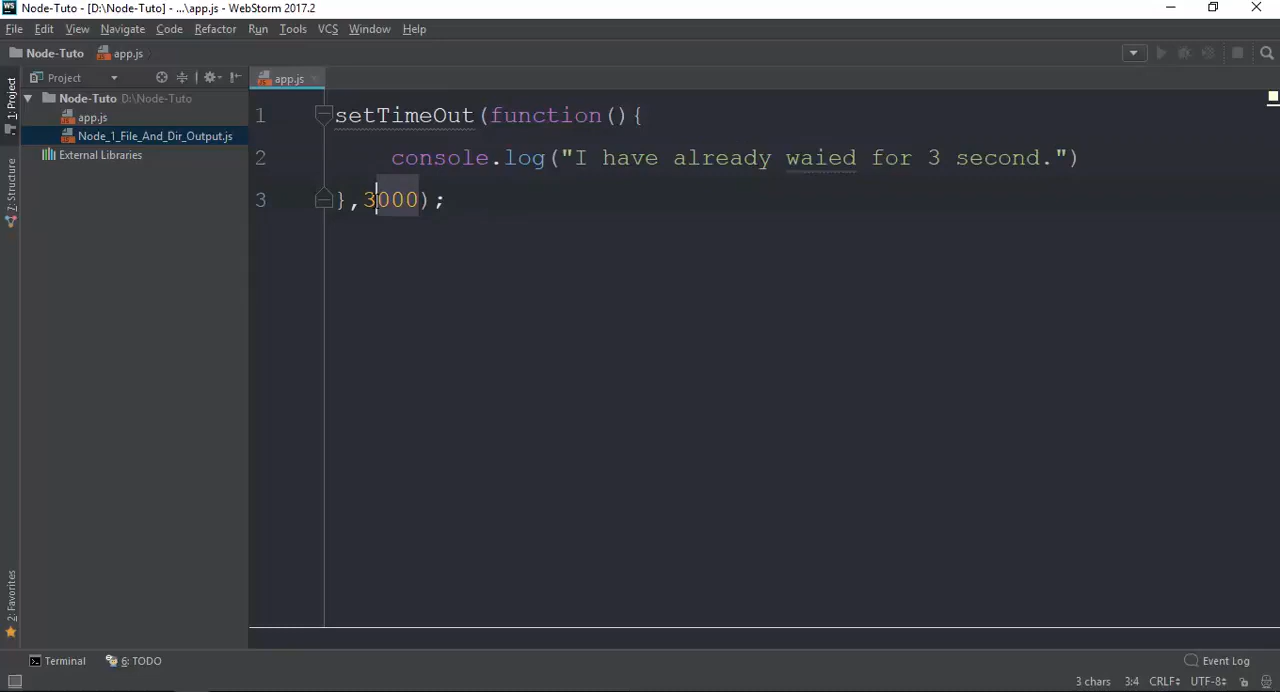 WS Node-Tuto - [D:\Node-Tuto] - ...\app.js - WebStorm 2017.2
File Edit View Navigate Code Refactor Run Tools VCS Window Help
Node-Tuto app.js
1: Project
Project
app.js
Node-Tuto D:\Node-Tuto
app.js
Node_1_File_And_Dir_Output.js
External Libraries
7: Structure
1 setTimeOut(function(){
2 console.log("I have already waied for 3 second.")
3 },3000);
2: Favorites
Terminal 6: TODO Event Log
3 chars 3:4 CRLF UTF-8